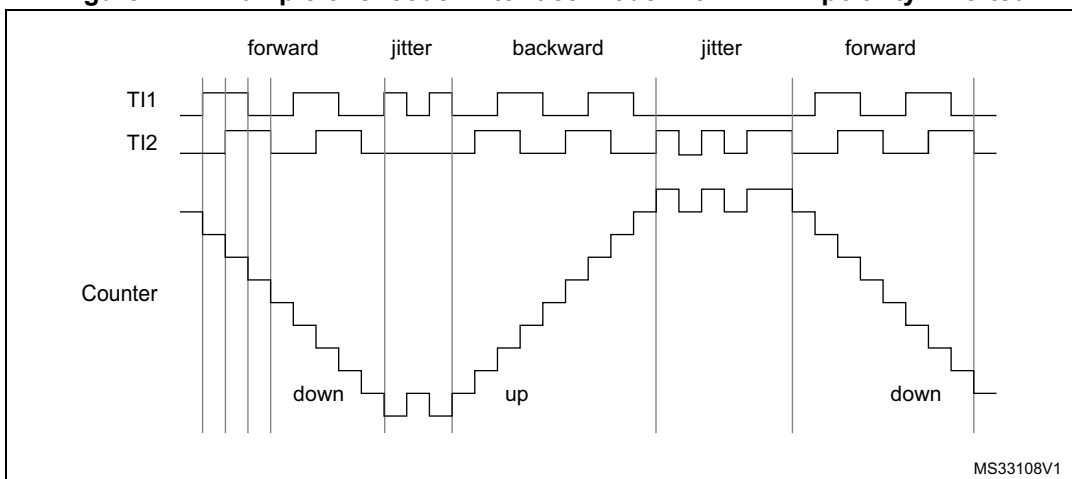 forward jitter backward jitter forward
TI1
TI2
Counter
down up down
MS33108V1